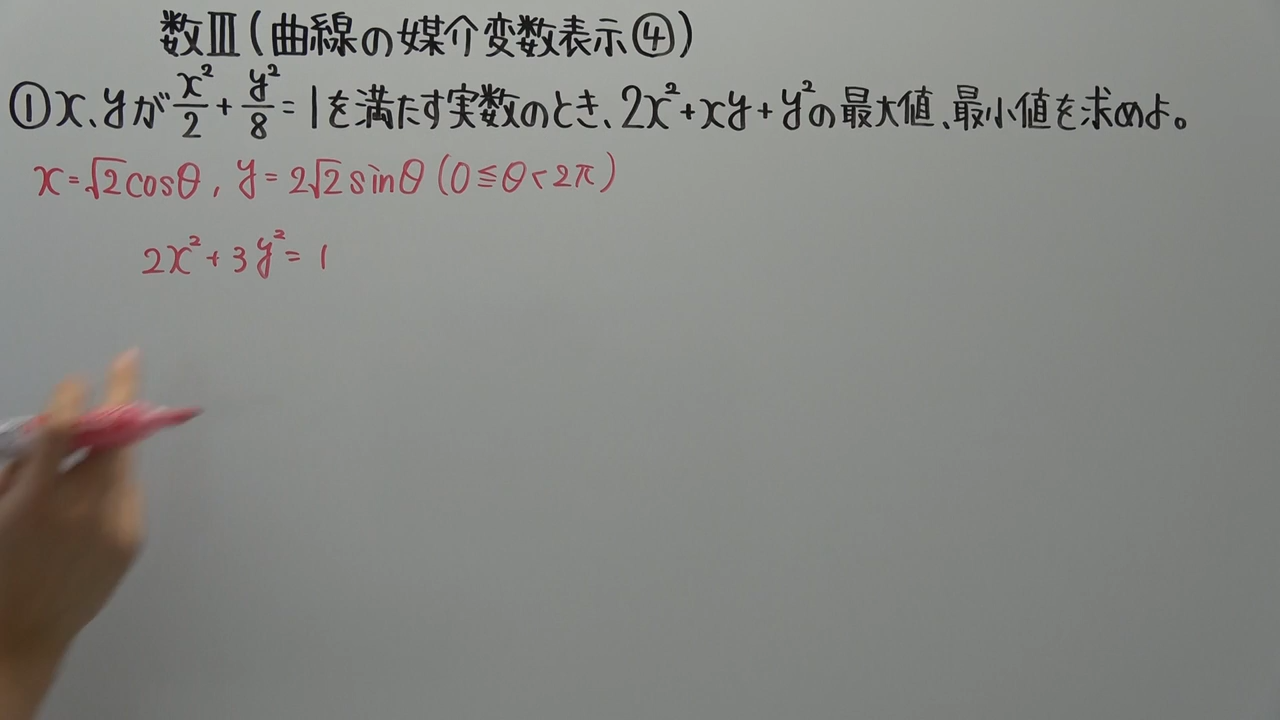 数Ⅲ(曲線の媒介変数表示④)
①x、yがx²/2+y²/8=1を満たす実数のとき、2x²+xy+y²の最大値、最小値を求めよ。
x=√2cosθ, y=2√2sinθ(0≦θ<2π)
2x²+3y²=1